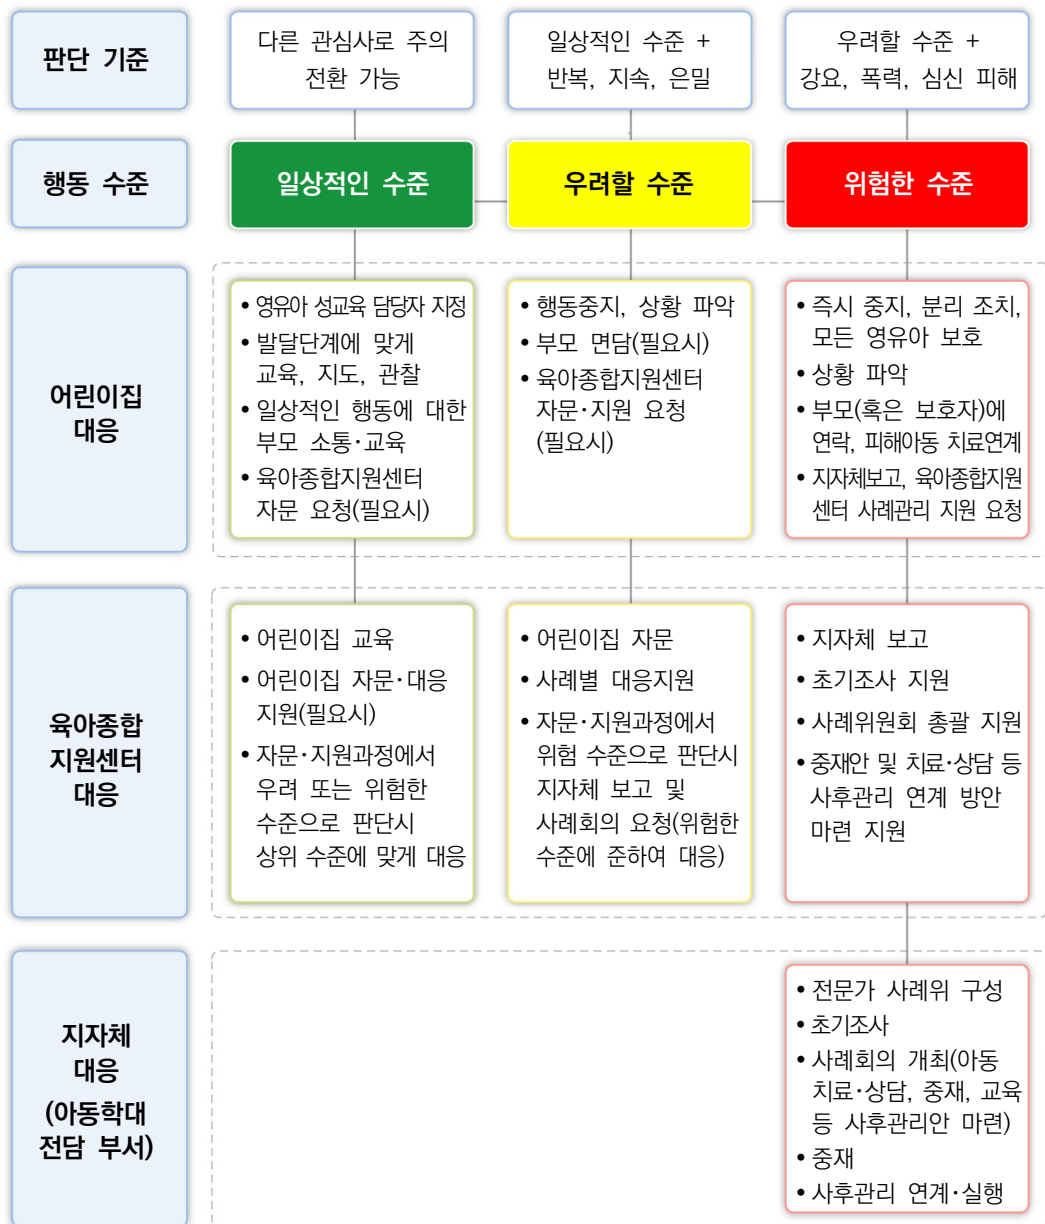 판단 기준
다른 관심사로 주의
전환 가능
일상적인 수준 +
반복, 지속, 은밀
우려할 수준 +
강요, 폭력, 심신 피해
행동 수준
일상적인 수준
우려할 수준
위험한 수준
어린이집
대응
• 영유아 성교육 담당자 지정
• 발달단계에 맞게
교육, 지도, 관찰
• 일상적인 행동에 대한
부모 소통·교육
• 육아종합지원센터
자문 요청(필요시)
• 행동중지, 상황 파악
• 부모 면담(필요시)
• 육아종합지원센터
자문·지원 요청
(필요시)
• 즉시 중지, 분리 조치,
모든 영유아 보호
• 상황 파악
• 부모(혹은 보호자)에
연락, 피해아동 치료연계
• 지자체보고, 육아종합지원
센터 사례관리 지원 요청
육아종합
지원센터
대응
• 어린이집 교육
• 어린이집 자문·대응
지원(필요시)
• 자문·지원과정에서
우려 또는 위험한
수준으로 판단시
상위 수준에 맞게 대응
• 어린이집 자문
• 사례별 대응지원
• 자문·지원과정에서
위험 수준으로 판단시
지자체 보고 및
사례회의 요청(위험한
수준에 준하여 대응)
• 지자체 보고
• 초기조사 지원
• 사례위원회 총괄 지원
• 중재안 및 치료·상담 등
사후관리 연계 방안
마련 지원
지자체
대응
(아동학대
전담 부서)
• 전문가 사례위 구성
• 초기조사
• 사례회의 개최(아동
치료·상담, 중재, 교육
등 사후관리안 마련)
• 중재
• 사후관리 연계·실행